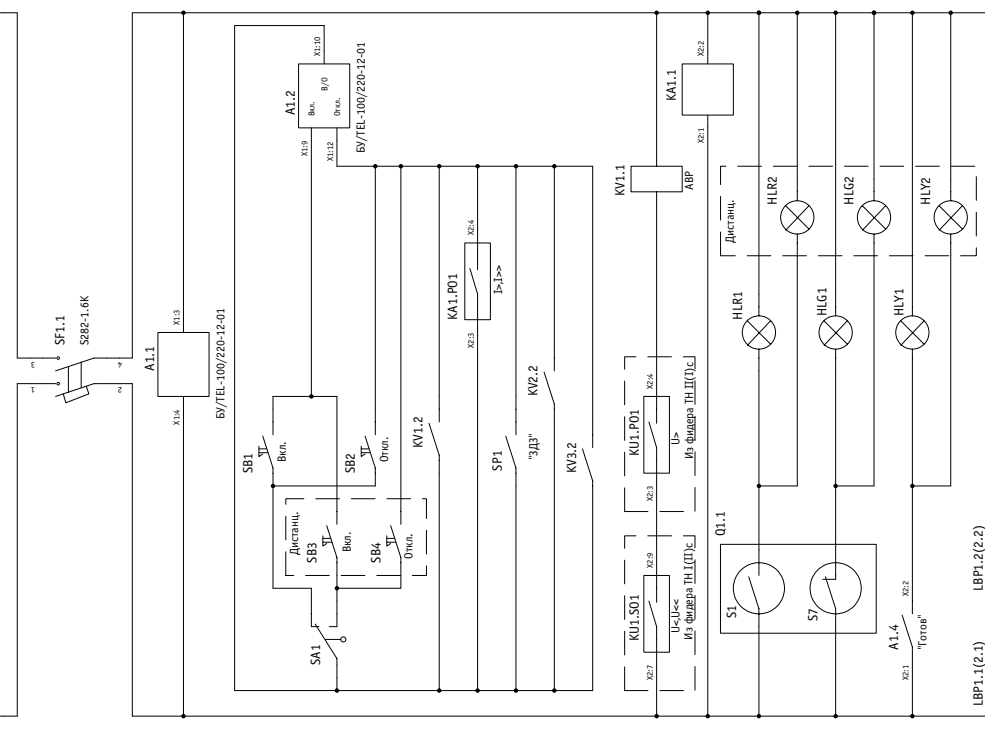 3
1
4
2
SF1.1
S282-1.6K
X1:3
A1.1
X1:4
БУ/TEL-100/220-12-01
X1:10
A1.2
В/О
Вкл.
Откл.
БУ/TEL-100/220-12-01
X1:9
X1:12
SB1
Вкл.
SB2
Откл.
Дистанц.
SB3
Вкл.
SB4
Откл.
SA1
KV1.2
X2:4
KA1.PO1
I>,I>>
X2:3
SP1
"ЗДЗ"
KV2.2
KV3.2
KV1.1
АВР
X2:4
KU1.PO1
U>
Из фидера ТН II(I)с
X2:3
X2:9
KU1.SO1
U<,U<<
Из фидера ТН I(II)с
X2:7
X2:2
KA1.1
X2:1
Дистанц.
HLR2
HLG2
HLY2
HLR1
HLG1
HLY1
Q1.1
S1
S7
X2:2
A1.4
"Готов"
X2:1
LBP1.2(2.2)
LBP1.1(2.1)